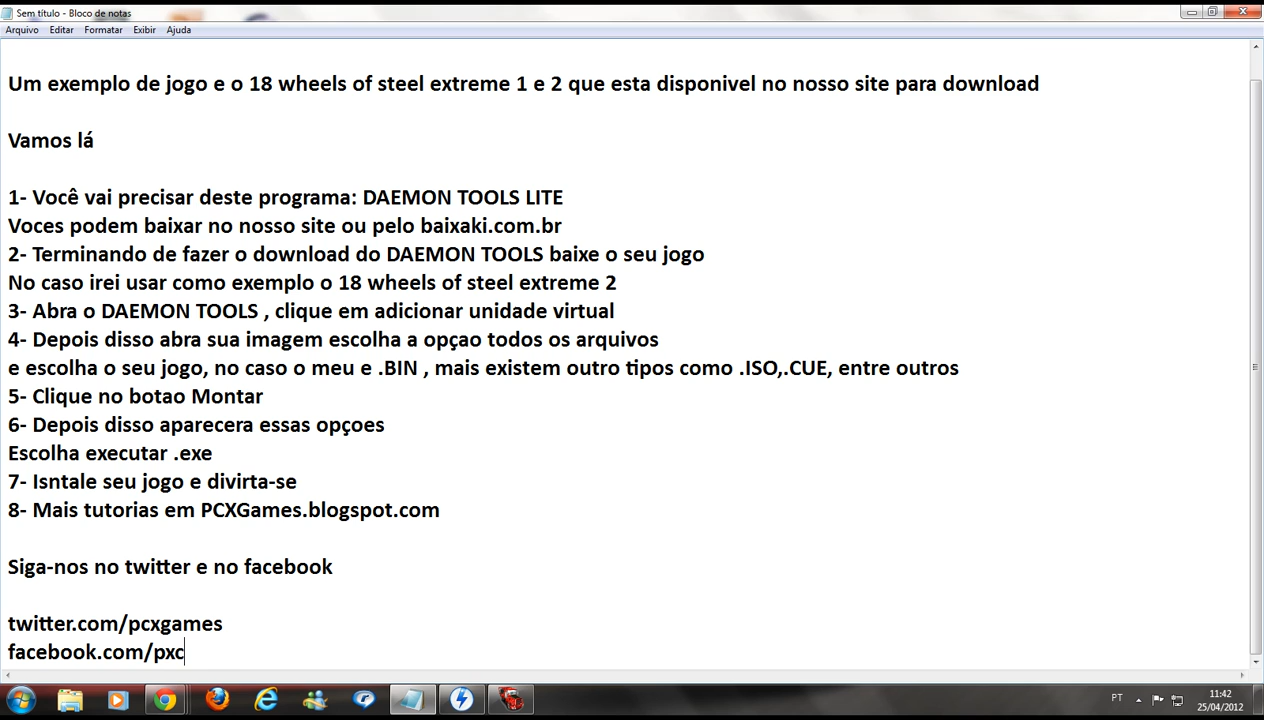 Sem título - Bloco de notas
Arquivo Editar Formatar Exibir Ajuda
Um exemplo de jogo e o 18 wheels of steel extreme 1 e 2 que esta disponivel no nosso site para download
Vamos lá
1- Você vai precisar deste programa: DAEMON TOOLS LITE
Voces podem baixar no nosso site ou pelo baixaki.com.br
2- Terminando de fazer o download do DAEMON TOOLS baixe o seu jogo
No caso irei usar como exemplo o 18 wheels of steel extreme 2
3- Abra o DAEMON TOOLS , clique em adicionar unidade virtual
4- Depois disso abra sua imagem escolha a opçao todos os arquivos
e escolha o seu jogo, no caso o meu e .BIN , mais existem outro tipos como .ISO,.CUE, entre outros
5- Clique no botao Montar
6- Depois disso aparecera essas opçoes
Escolha executar .exe
7- Isntale seu jogo e divirta-se
8- Mais tutorias em PCXGames.blogspot.com
Siga-nos no twitter e no facebook
twitter.com/pcxgames
facebook.com/pxc
PT
11:42
25/04/2012